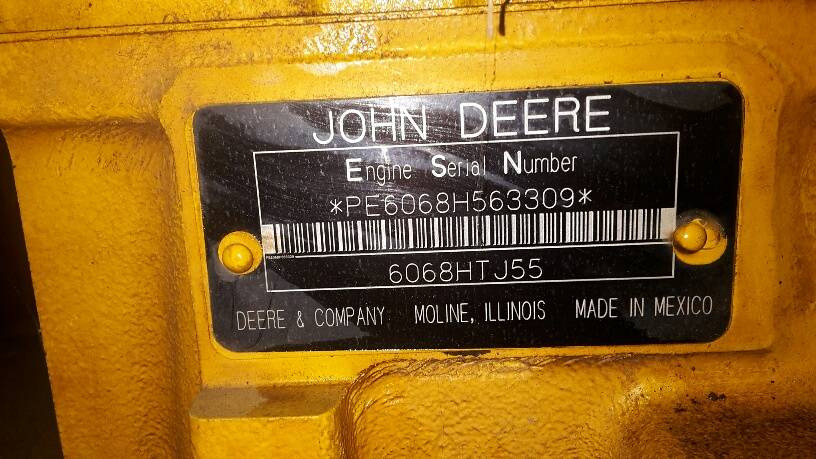 JOHN DEERE
Engine Serial Number
*PE6068H563309*
6068HTJ55
DEERE & COMPANY MOLINE, ILLINOIS MADE IN MEXICO